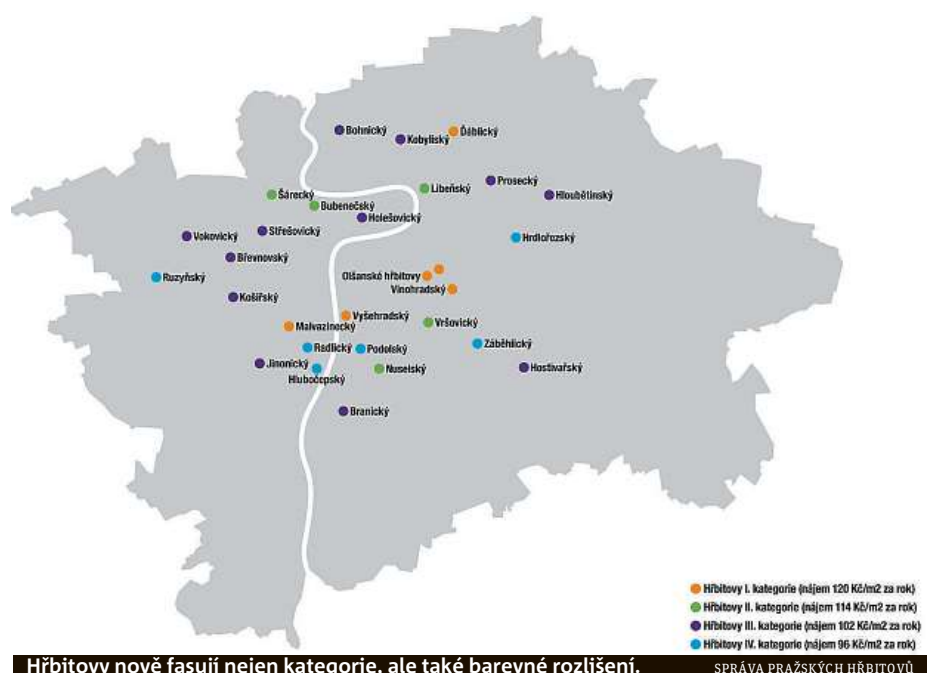 Bohnický
Kobyliský
Ďáblický
Šárecký
Bubenečský
Holešovický
Libeňský
Prosecký
Hloubětínský
Vokovický
Střešovický
Břevnovský
Hrdlořezský
Ruzyňský
Košířský
Olšanské hřbitovy
Vinohradský
Malvazinecký
Vyšehradský
Vršovický
Radlický
Podolský
Záběhlický
Jinonický
Hlubočepský
Nuselský
Hostivařský
Branický
Hřbitovy I. kategorie (nájem 120 Kč/m2 za rok)
Hřbitovy II. kategorie (nájem 114 Kč/m2 za rok)
Hřbitovy III. kategorie (nájem 102 Kč/m2 za rok)
Hřbitovy IV. kategorie (nájem 96 Kč/m2 za rok)
Hřbitovy nově fasují nejen kategorie, ale také barevné rozlišení. SPRÁVA PRAŽSKÝCH HŘBITOVŮ